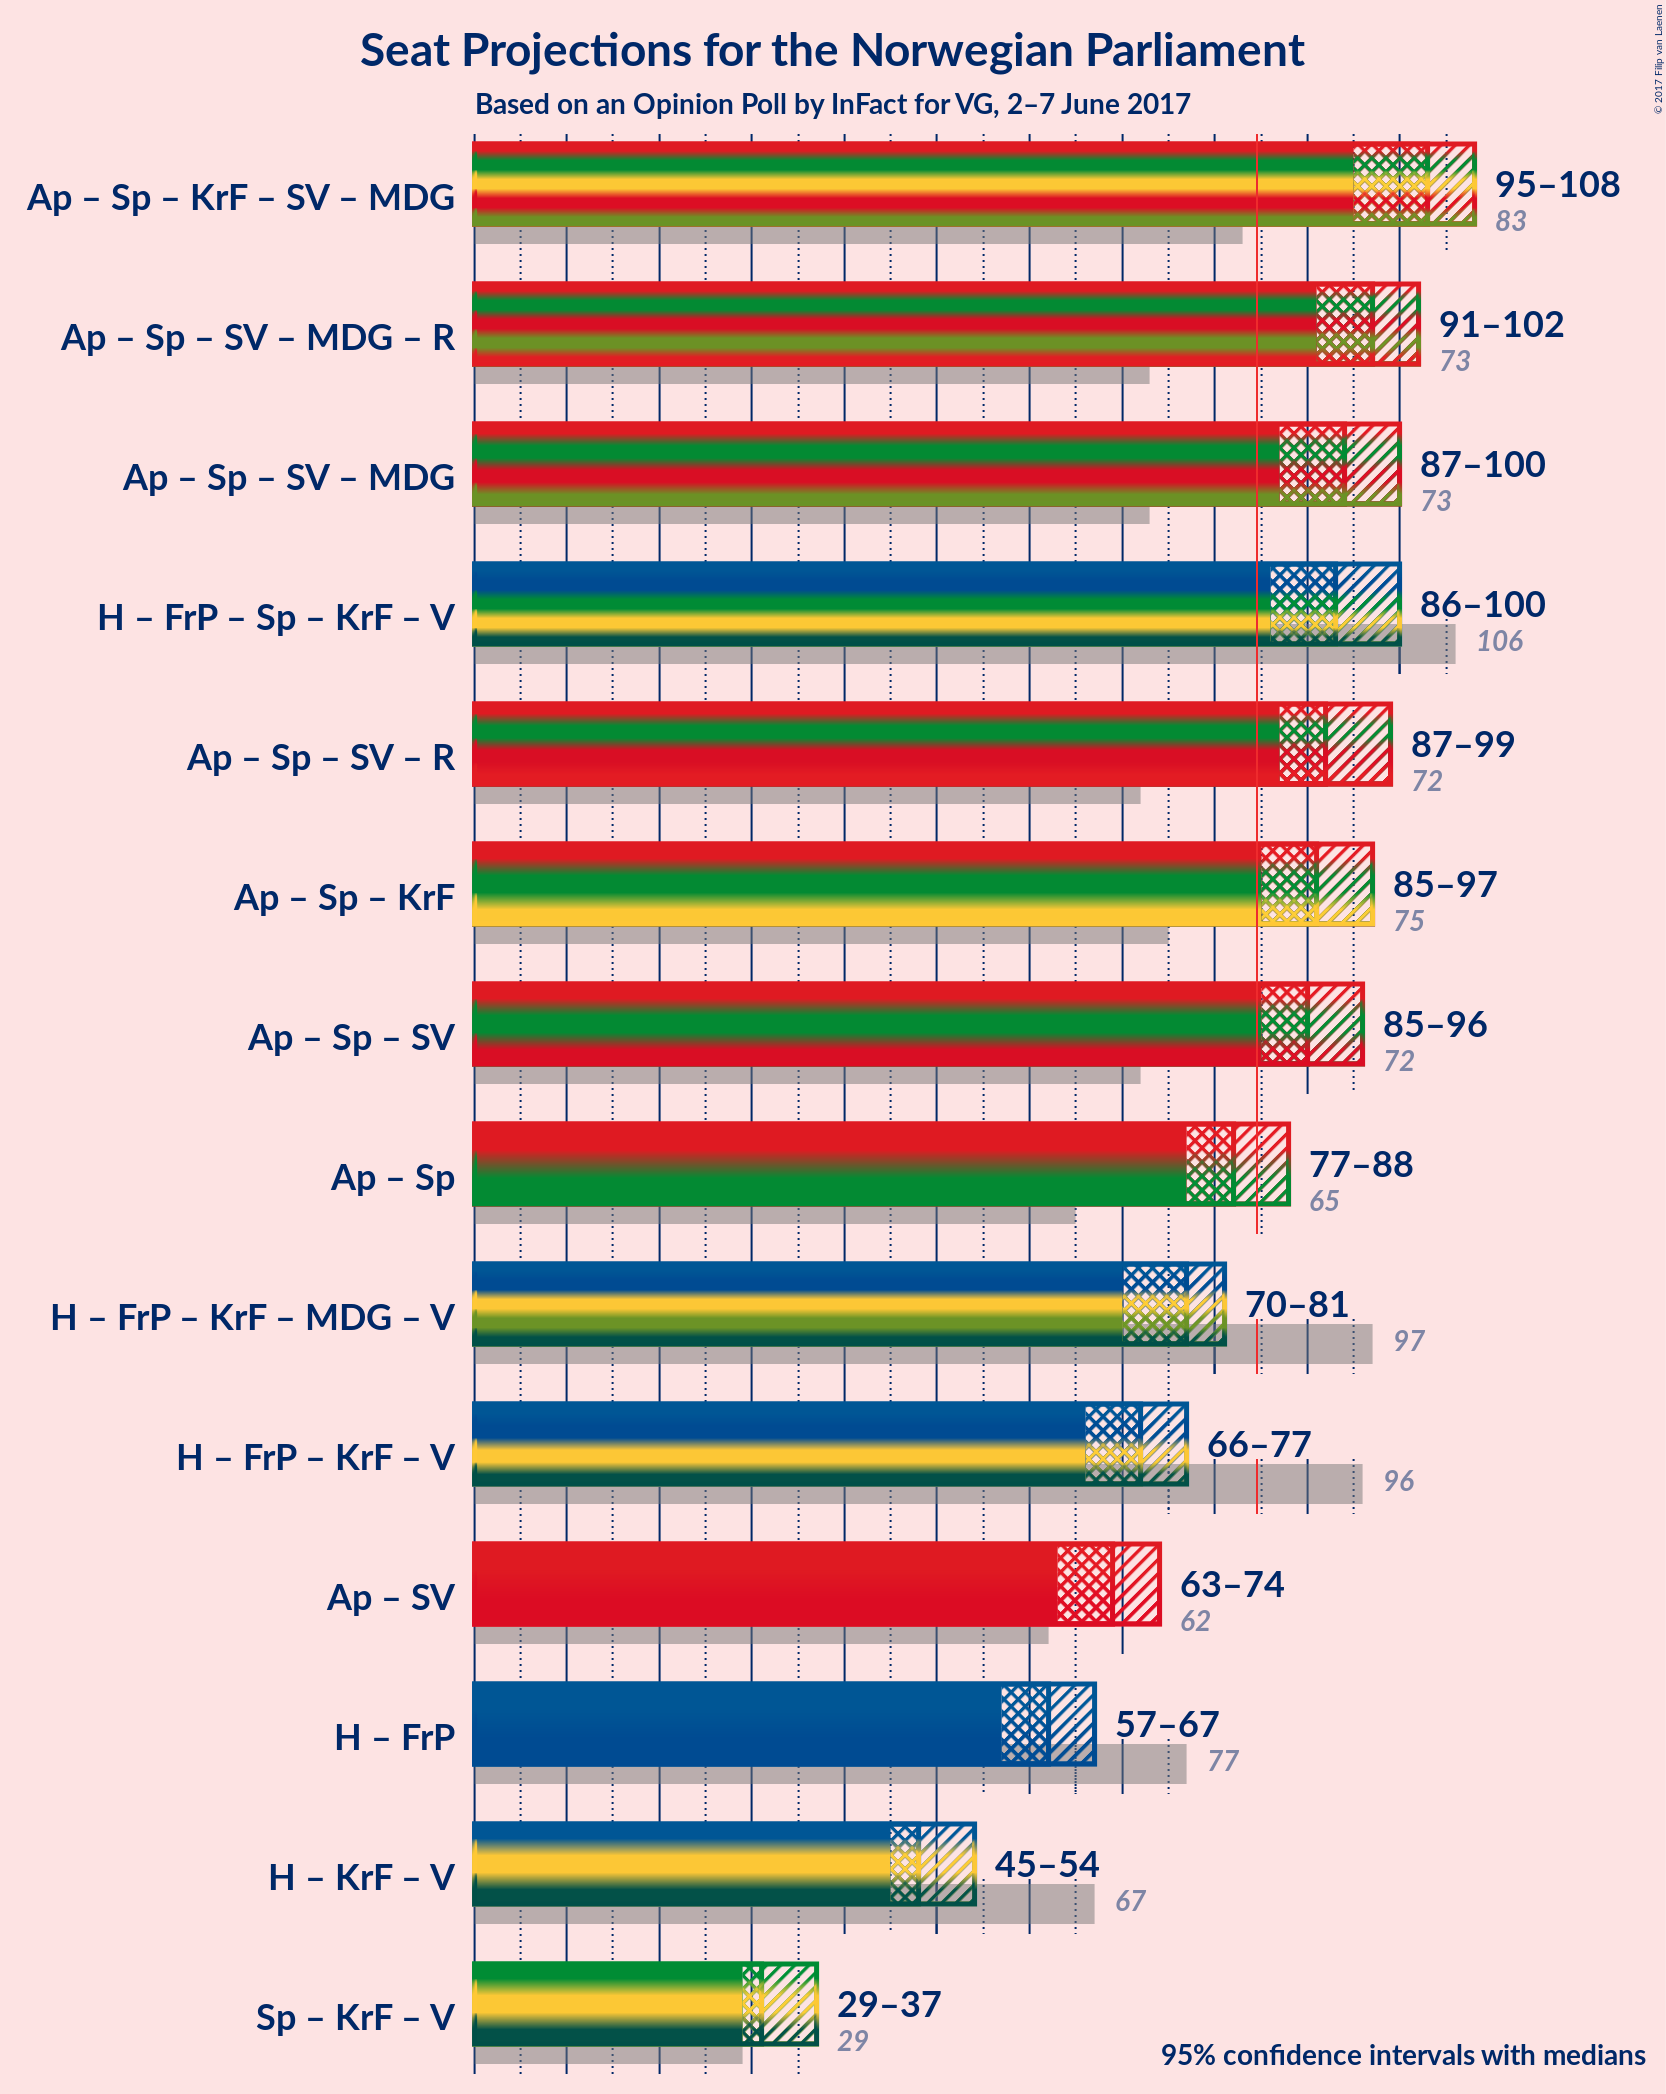 Seat Projections for the Norwegian Parliament
Based on an Opinion Poll by InFact for VG, 2–7 June 2017
© 2017 Filip van Laenen
Ap – Sp – KrF – SV – MDG
95–108
83
Ap – Sp – SV – MDG – R
91–102
73
Ap – Sp – SV – MDG
87–100
73
H – FrP – Sp – KrF – V
86–100
106
Ap – Sp – SV – R
87–99
72
Ap – Sp – KrF
85–97
75
Ap – Sp – SV
85–96
72
Ap – Sp
77–88
65
H – FrP – KrF – MDG – V
70–81
97
H – FrP – KrF – V
66–77
96
Ap – SV
63–74
62
H – FrP
57–67
77
H – KrF – V
45–54
67
Sp – KrF – V
29–37
29
95% confidence intervals with medians